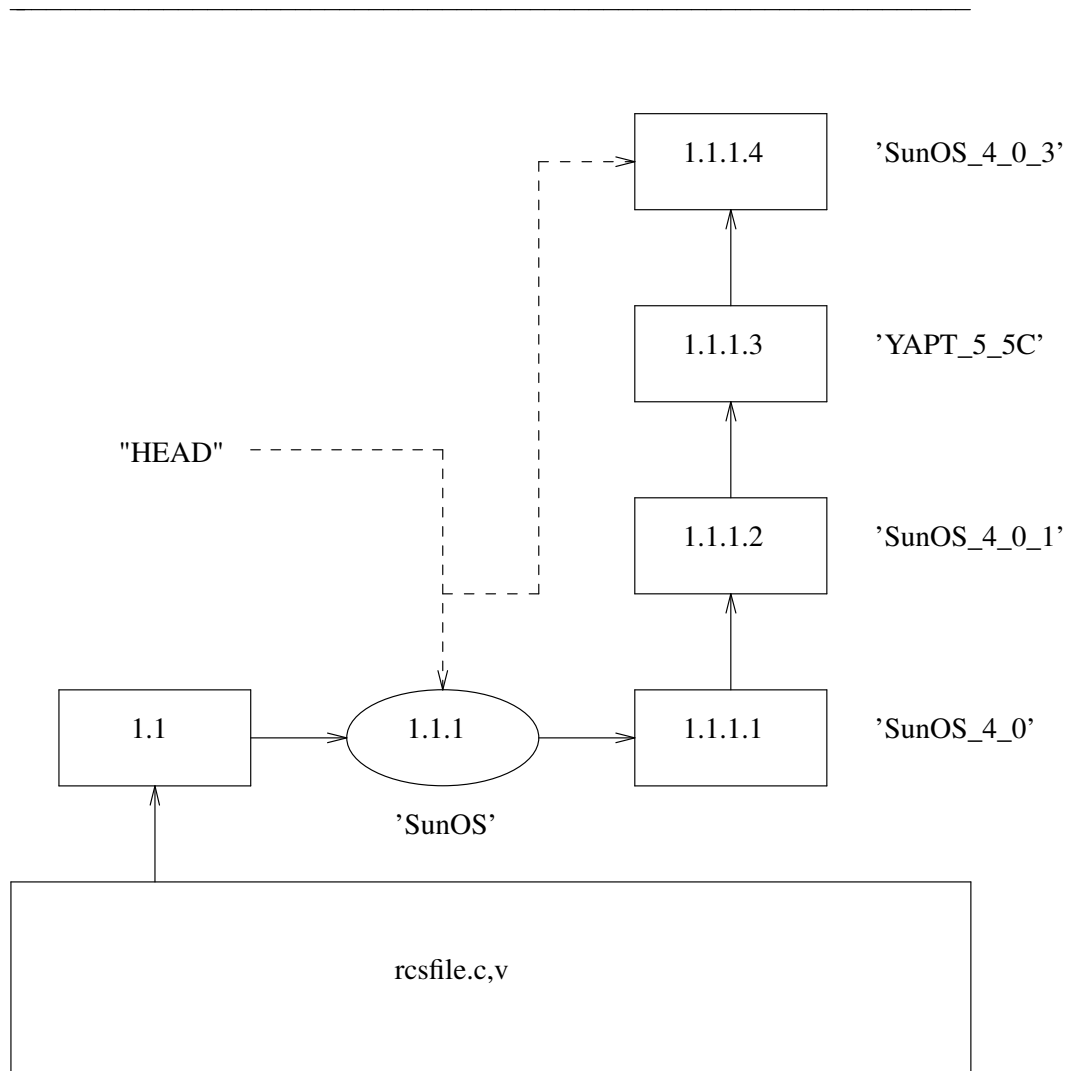 1.1.1.4 ’SunOS_4_0_3’
1.1.1.3 ’YAPT_5_5C’
"HEAD"
1.1.1.2 ’SunOS_4_0_1’
1.1 1.1.1 1.1.1.1 ’SunOS_4_0’
’SunOS’
rcsfile.c,v